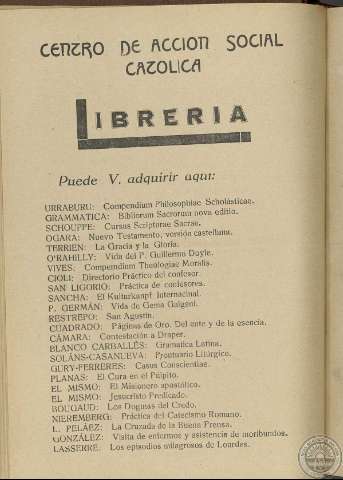 CENTRO DE ACCION SOCIAL
CATOLICA
LIBRERIA
Puede V. adquirir aqui:
URRABURU: Compendium Philosophiae Scholásticae.
GRAMMATICA: Bibliorum Sacrorum nova editio.
SCHOUPPE: Cursus Scripturae Sacrae.
OGARA: Nuevo Testamento, versión castellana.
TERRIEN: La Gracia y la Gloria.
O'RAHILLY: Vida del P. Guillermo Doyle.
VIVES: Compendium Theologiae Moralis.
CIOLI: Directorio Práctico del confesor.
SAN LIGORIO: Práctica de confesores.
SANCHA: El Kulturkampf Internacinal.
P. GERMÁN: Vida de Gema Galgani.
RESTREPO: San Agustín.
CUADRADO: Páginas de Oro. Del ente y de la esencia.
CÁMARA: Contestación a Draper.
BLANCO CARBALLÉS: Gramatica Latina.
SOLÁNS-CASANUEVA: Prontuario Litúrgico.
GURY-FERRERES: Casus Conscientiae.
PLANAS: El Cura en el Púlpito.
EL MISMO: El Misionero apostólico.
EL MISMO: Jesucristo Predicado.
BOUGAUD: Los Dogmas del Credo.
NIEREMBERG: Práctica del Catecismo Romano.
L. PELÁEZ: La Cruzada de la Buena Prensa.
GONZÁLEZ: Visita de enfermos y asistencia de moribundos.
LASSERRE: Los episodios milagrosos de Lourdes.